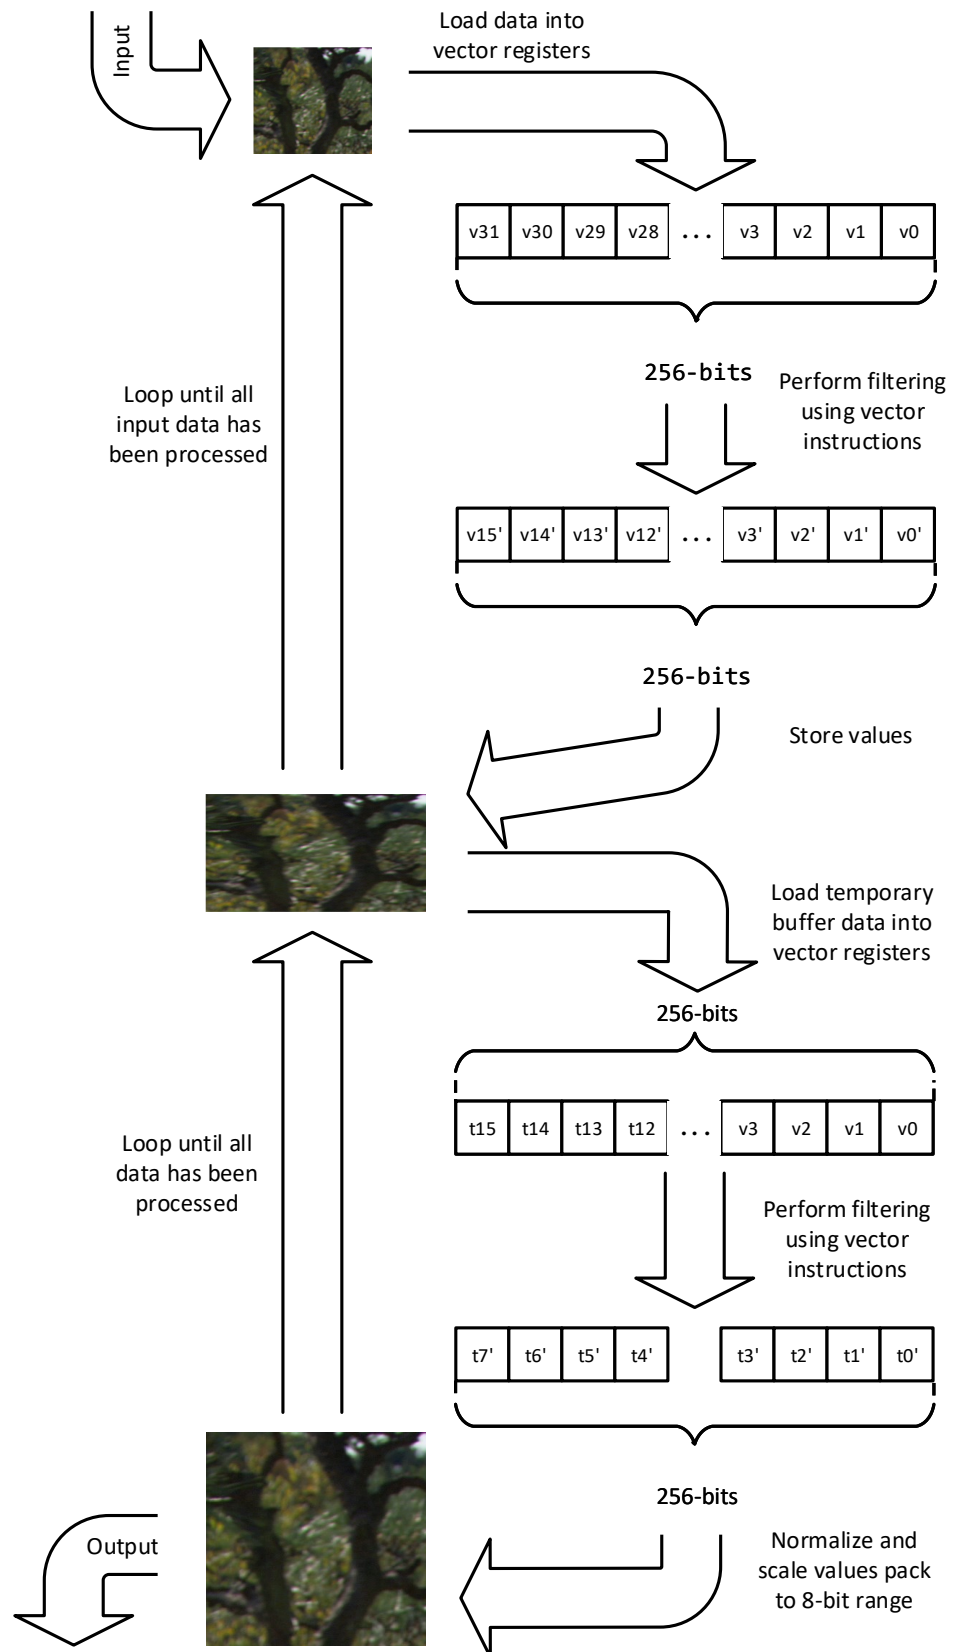 Input
Load data into
vector registers
v31 v30 v29 v28 ... v3 v2 v1 v0
256-bits
Perform filtering
using vector
instructions
Loop until all
input data has
been processed
v15' v14' v13' v12' ... v3' v2' v1' v0'
256-bits
Store values
Load temporary
buffer data into
vector registers
256-bits
t15 t14 t13 t12 ... v3 v2 v1 v0
Loop until all
data has been
processed
Perform filtering
using vector
instructions
t7' t6' t5' t4' t3' t2' t1' t0'
256-bits
Normalize and
scale values pack
to 8-bit range
Output